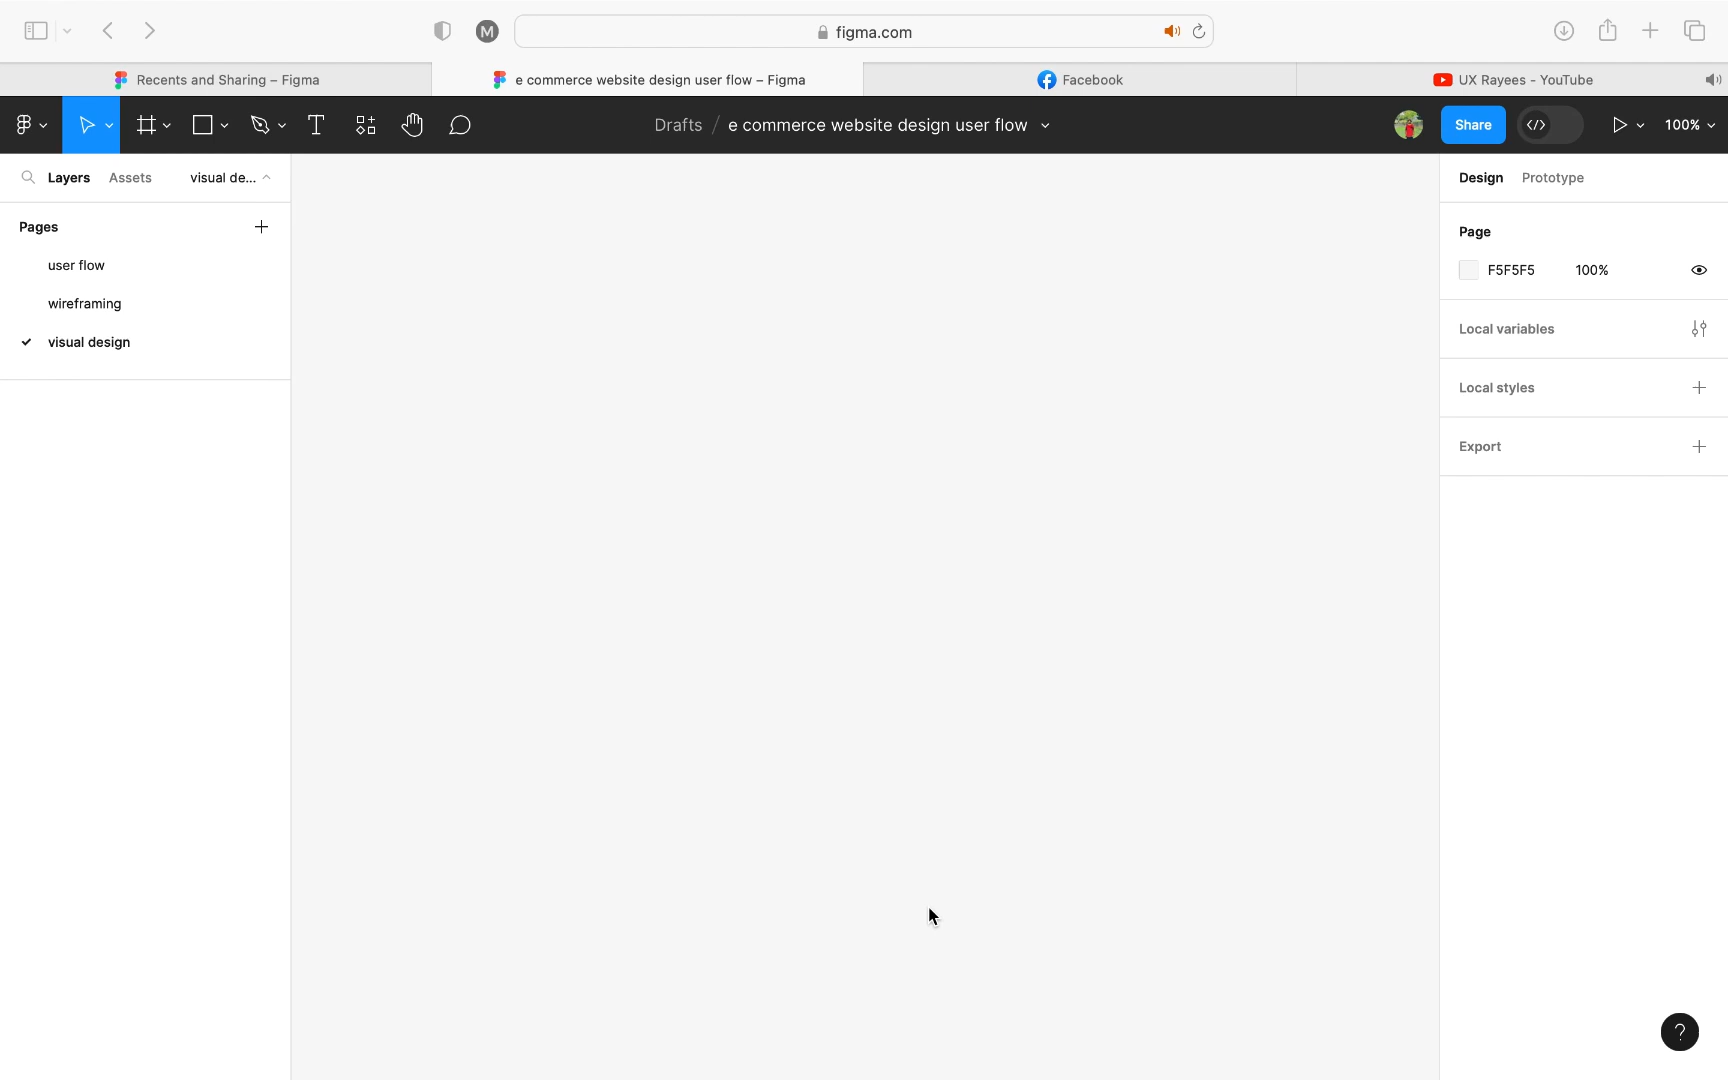 M
figma.com
Recents and Sharing – Figma
e commerce website design user flow – Figma
Facebook
UX Rayees - YouTube
Drafts / e commerce website design user flow
Share
</>
100%
Layers
Assets
visual de...
Design
Prototype
Pages
user flow
wireframing
visual design
Page
F5F5F5
100%
Local variables
Local styles
Export
?